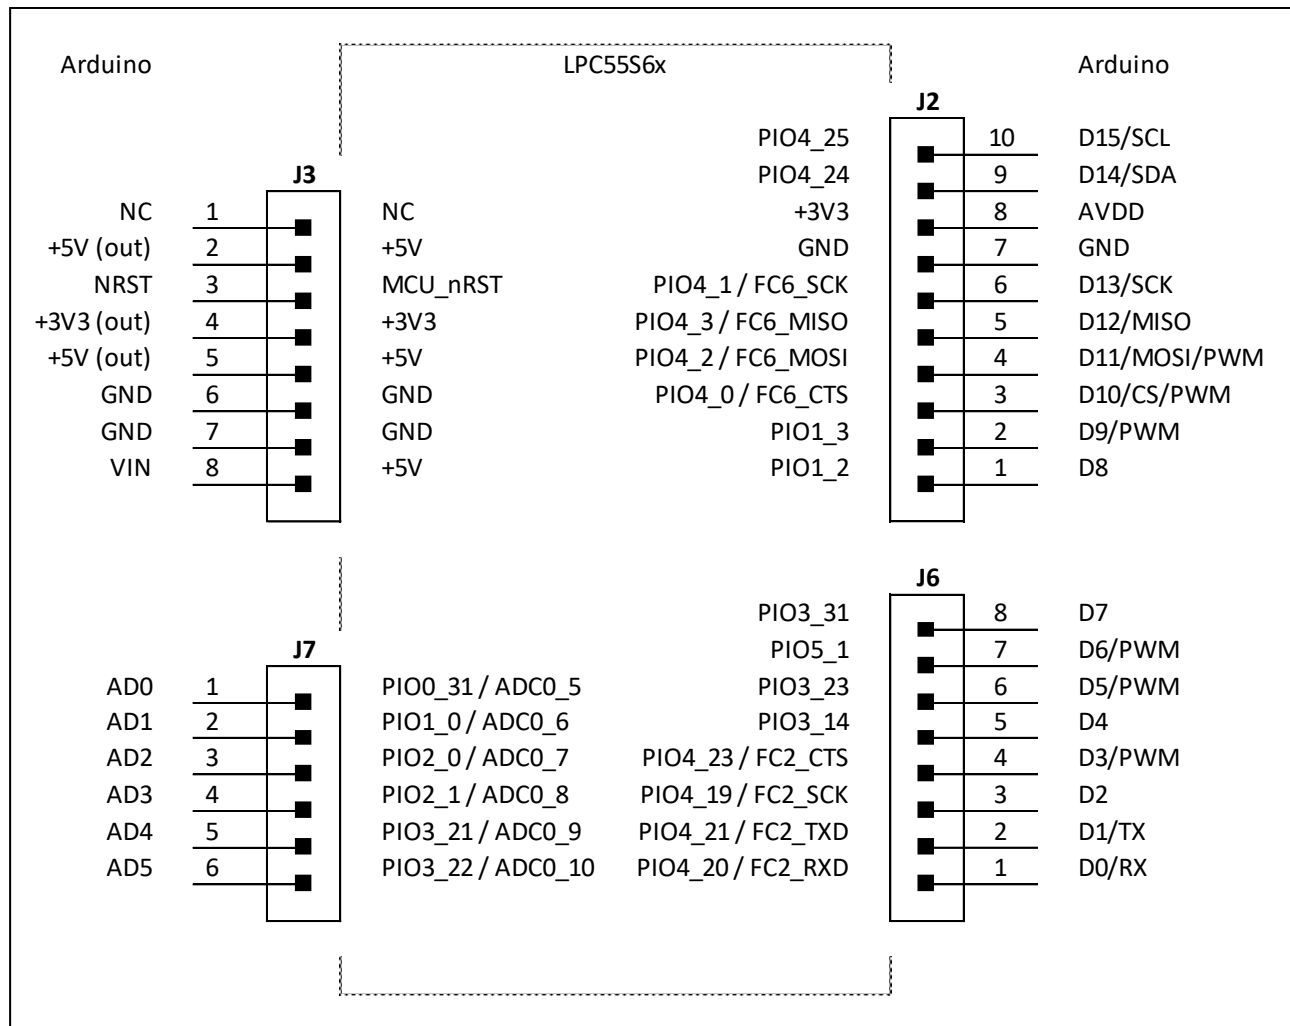 Arduino LPC55S6x Arduino
J2
PIO4_25 10 D15/SCL
J3 PIO4_24 9 D14/SDA
NC 1 NC +3V3 8 AVDD
+5V (out) 2 +5V GND 7 GND
NRST 3 MCU_nRST PIO4_1 / FC6_SCK 6 D13/SCK
+3V3 (out) 4 +3V3 PIO4_3 / FC6_MISO 5 D12/MISO
+5V (out) 5 +5V PIO4_2 / FC6_MOSI 4 D11/MOSI/PWM
GND 6 GND PIO4_0 / FC6_CTS 3 D10/CS/PWM
GND 7 GND PIO1_3 2 D9/PWM
VIN 8 +5V PIO1_2 1 D8
J6
PIO3_31 8 D7
J7 PIO5_1 7 D6/PWM
AD0 1 PIO0_31 / ADC0_5 PIO3_23 6 D5/PWM
AD1 2 PIO1_0 / ADC0_6 PIO3_14 5 D4
AD2 3 PIO2_0 / ADC0_7 PIO4_23 / FC2_CTS 4 D3/PWM
AD3 4 PIO2_1 / ADC0_8 PIO4_19 / FC2_SCK 3 D2
AD4 5 PIO3_21 / ADC0_9 PIO4_21 / FC2_TXD 2 D1/TX
AD5 6 PIO3_22 / ADC0_10 PIO4_20 / FC2_RXD 1 D0/RX